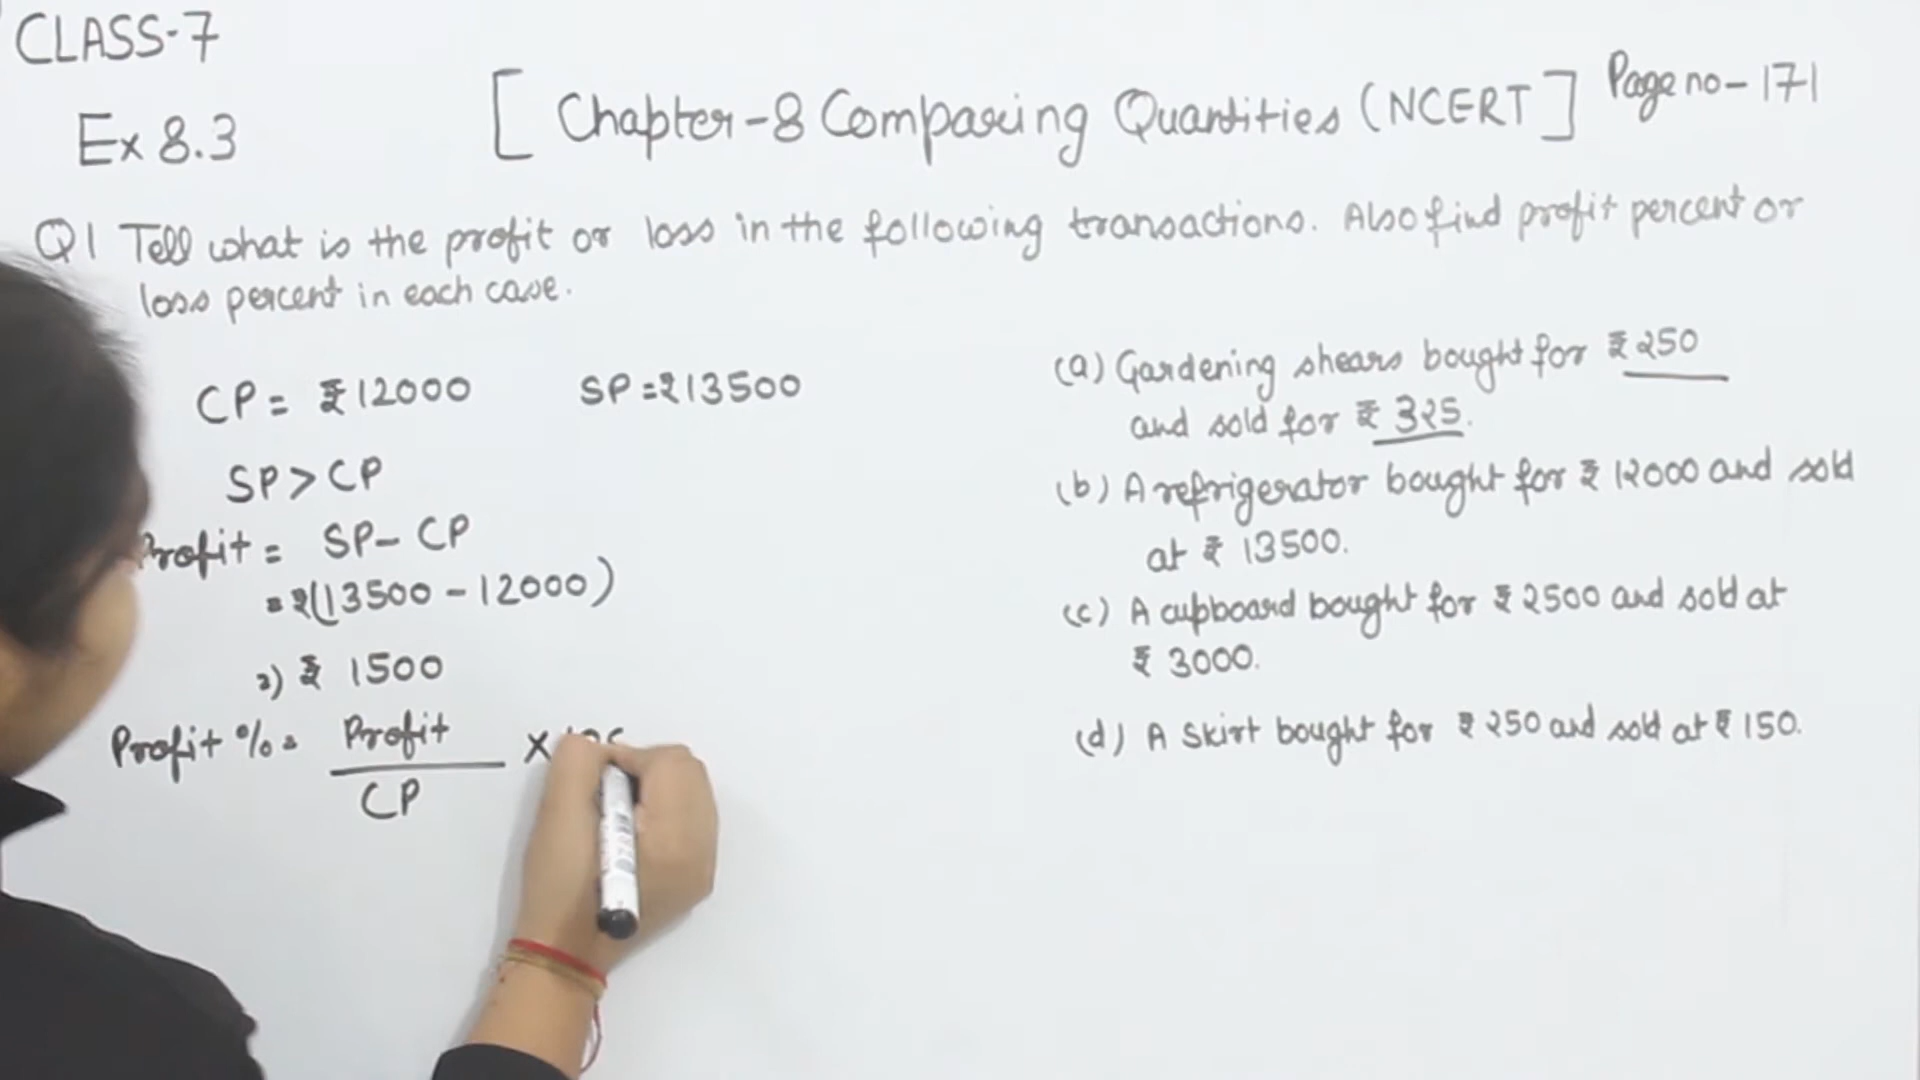 CLASS-7
Ex 8.3
[ Chapter-8 Comparing Quantities (NCERT ] Page no- 171
Q1 Tell what is the profit or loss in the following transactions. Also find profit percent or
loss percent in each case.
CP = ₹ 12000 SP = ₹ 13500
SP > CP
Profit = SP - CP
= ₹(13500 - 12000)
₹ 1500
Profit % = Profit / CP ×
(a) Gardening shears bought for ₹ 250
and sold for ₹ 325.
(b) A refrigerator bought for ₹ 12000 and sold
at ₹ 13500.
(c) A cupboard bought for ₹ 2500 and sold at
₹ 3000.
(d) A Skirt bought for ₹ 250 and sold at ₹ 150.